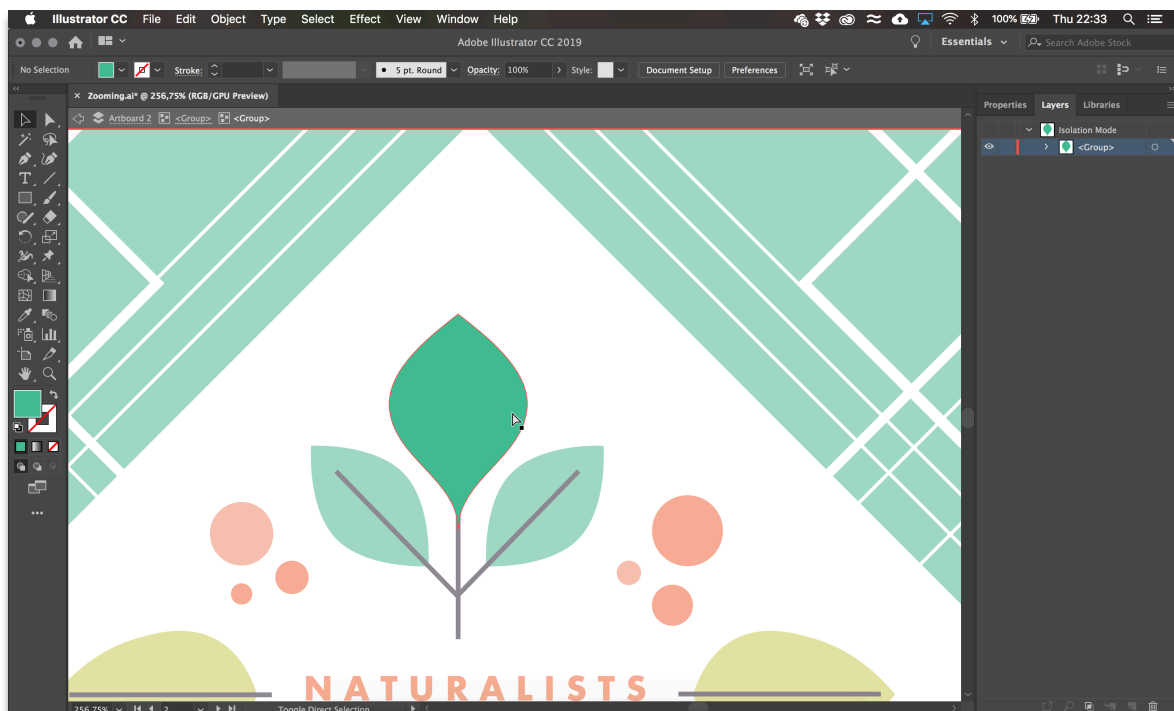 Illustrator CC File Edit Object Type Select Effect View Window Help 100% Thu 22:33
Adobe Illustrator CC 2019 Essentials Search Adobe Stock
No Selection Stroke: 5 pt. Round Opacity: 100% Style: Document Setup Preferences
× Zooming.ai* @ 256,75% (RGB/GPU Preview)
Properties Layers Libraries
Artboard 2 <Group> <Group>
Isolation Mode
<Group>
NATURALISTS
256,75% 2 Toggle Direct Selection